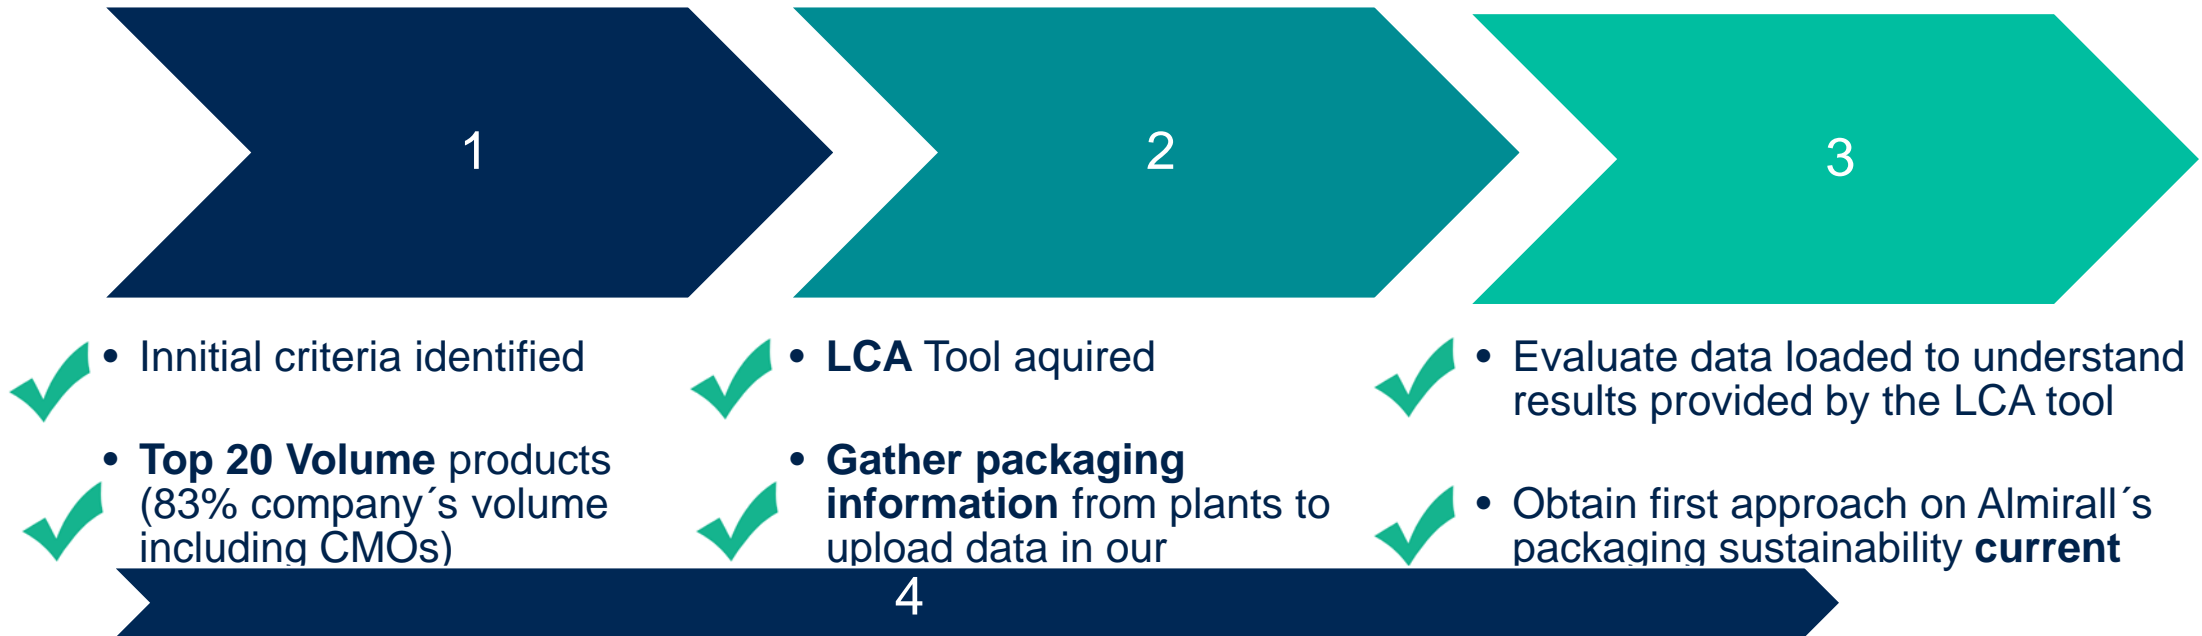 1
2
3
• Innitial criteria identified
• Top 20 Volume products
(83% company´s volume
including CMOs)
• LCA Tool aquired
• Gather packaging
information from plants to
upload data in our
• Evaluate data loaded to understand
results provided by the LCA tool
• Obtain first approach on Almirall´s
packaging sustainability current
4